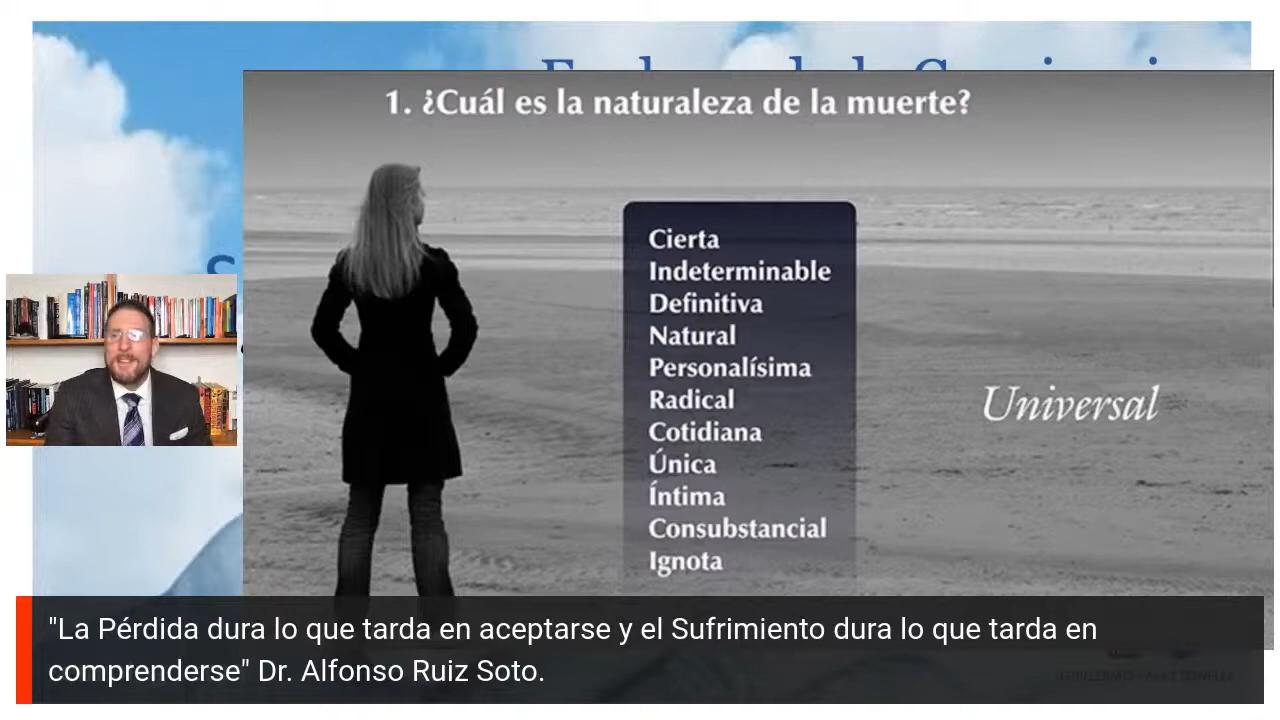 1. ¿Cuál es la naturaleza de la muerte?
Cierta
Indeterminable
Definitiva
Natural
Personalísima
Radical
Cotidiana
Única
Íntima
Consubstancial
Ignota
Universal
"La Pérdida dura lo que tarda en aceptarse y el Sufrimiento dura lo que tarda en
comprenderse" Dr. Alfonso Ruiz Soto.